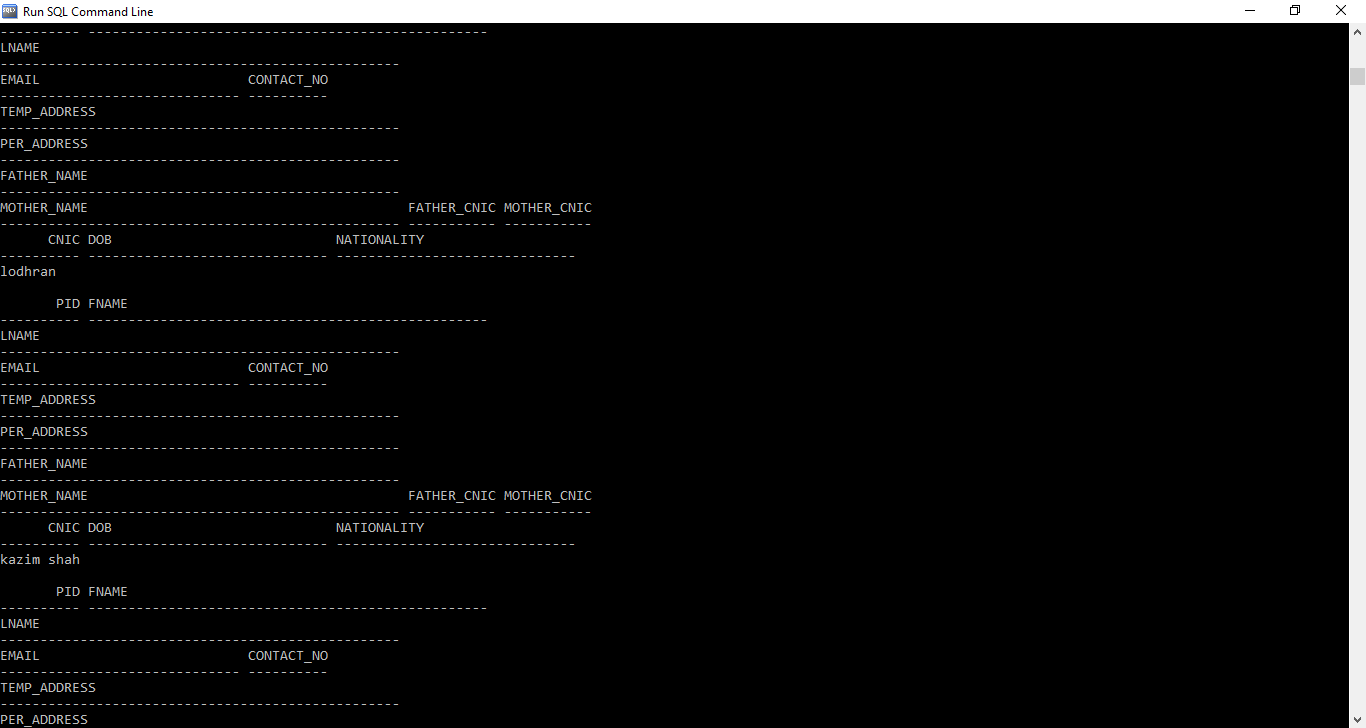 Run SQL Command Line
---------- --------------------------------------------------
LNAME
--------------------------------------------------
EMAIL                          CONTACT_NO
------------------------------ ----------
TEMP_ADDRESS
--------------------------------------------------
PER_ADDRESS
--------------------------------------------------
FATHER_NAME
--------------------------------------------------
MOTHER_NAME                                        FATHER_CNIC MOTHER_CNIC
-------------------------------------------------- ----------- -----------
      CNIC DOB                            NATIONALITY
---------- ------------------------------ ------------------------------
lodhran

       PID FNAME
---------- --------------------------------------------------
LNAME
--------------------------------------------------
EMAIL                          CONTACT_NO
------------------------------ ----------
TEMP_ADDRESS
--------------------------------------------------
PER_ADDRESS
--------------------------------------------------
FATHER_NAME
--------------------------------------------------
MOTHER_NAME                                        FATHER_CNIC MOTHER_CNIC
-------------------------------------------------- ----------- -----------
      CNIC DOB                            NATIONALITY
---------- ------------------------------ ------------------------------
kazim shah

       PID FNAME
---------- --------------------------------------------------
LNAME
--------------------------------------------------
EMAIL                          CONTACT_NO
------------------------------ ----------
TEMP_ADDRESS
--------------------------------------------------
PER_ADDRESS